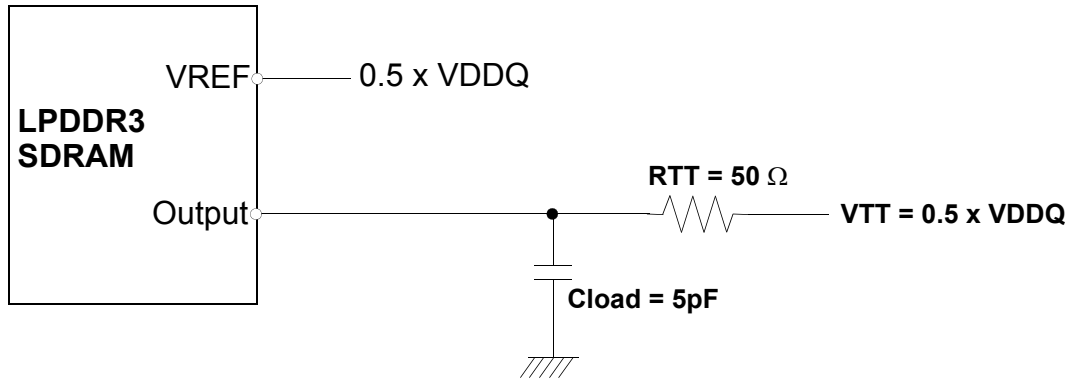 VREF
0.5 x VDDQ
LPDDR3
SDRAM
RTT = 50 Ω
Output
VTT = 0.5 x VDDQ
Cload = 5pF